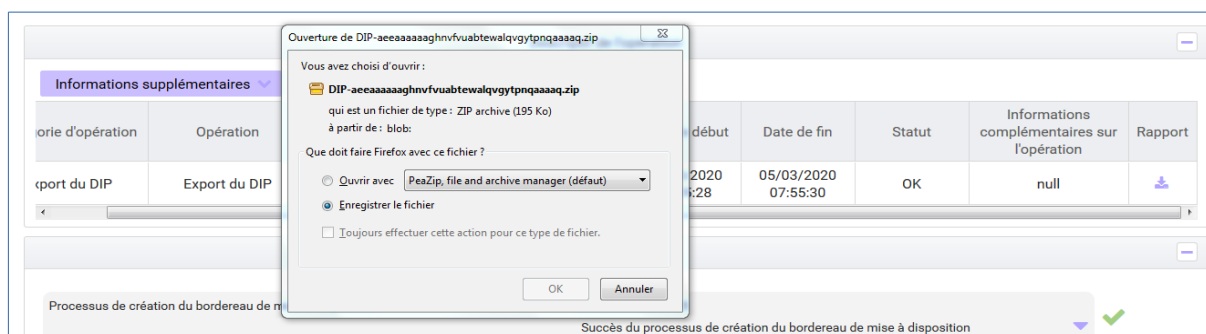 Ouverture de DIP-aeeaaaaaaghnvfvuabtewalqvgytpnqaaaaq.zip
Vous avez choisi d'ouvrir :
DIP-aeeaaaaaaghnvfvuabtewalqvgytpnqaaaaq.zip
qui est un fichier de type : ZIP archive (195 Ko)
à partir de : blob:
Que doit faire Firefox avec ce fichier ?
Ouvrir avec PeaZip, file and archive manager (défaut)
Enregistrer le fichier
Toujours effectuer cette action pour ce type de fichier.
OK Annuler
Informations supplémentaires
orie d'opération Opération début Date de fin Statut Informations complémentaires sur l'opération Rapport
xport du DIP Export du DIP 2020 05/03/2020 OK null
:28 07:55:30
Processus de création du bordereau de m
Succès du processus de création du bordereau de mise à disposition